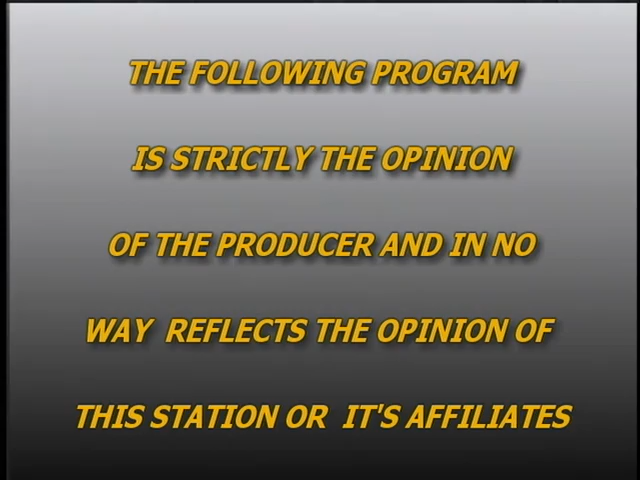 THE FOLLOWING PROGRAM
IS STRICTLY THE OPINION
OF THE PRODUCER AND IN NO
WAY REFLECTS THE OPINION OF
THIS STATION OR IT'S AFFILIATES